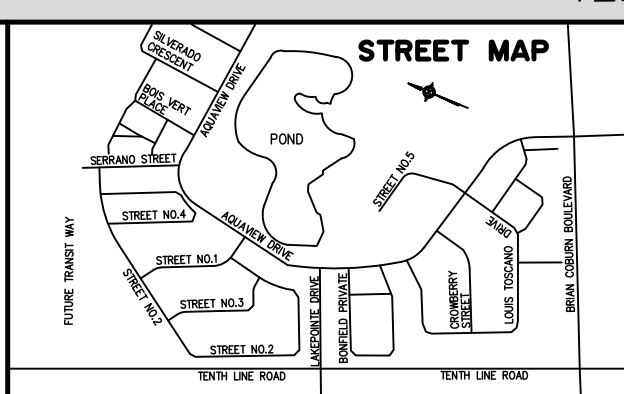 STREET MAP
SILVERADO
CRESCENT
BOIS VERT
PLACE
AQUAVIEW DRIVE
POND
SERRANO STREET
STREET NO.5
STREET NO.4
AQUAVIEW DRIVE
DRIVE
FUTURE TRANSIT WAY
STREET NO.1
STREET NO.2
STREET NO.3
LAKEPOINTE DRIVE
BONFIELD PRIVATE
CROWBERRY
STREET
LOUIS TOSCANO
BRIAN COBURN BOULEVARD
STREET NO.2
TENTH LINE ROAD
TENTH LINE ROAD